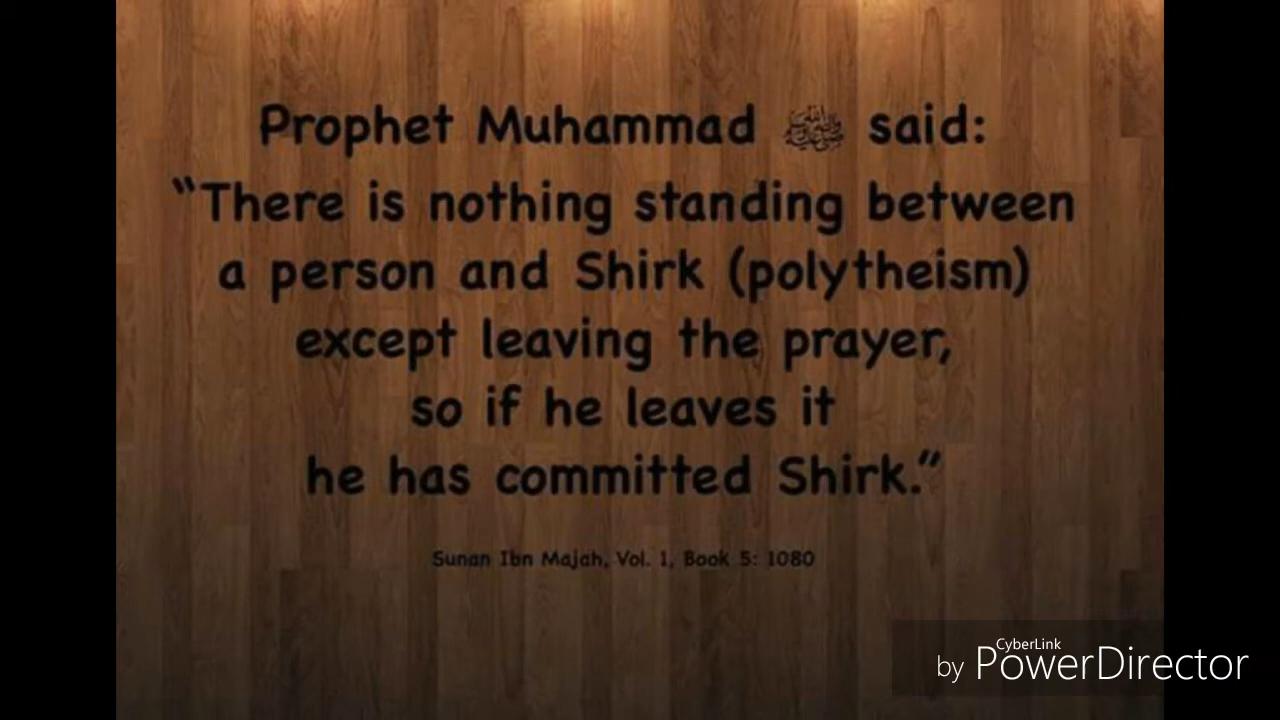 Prophet Muhammad ﷺ said:
“There is nothing standing between
a person and Shirk (polytheism)
except leaving the prayer,
so if he leaves it
he has committed Shirk.”
Sunan Ibn Majah, Vol. 1, Book 5: 1080
CyberLink
by PowerDirector